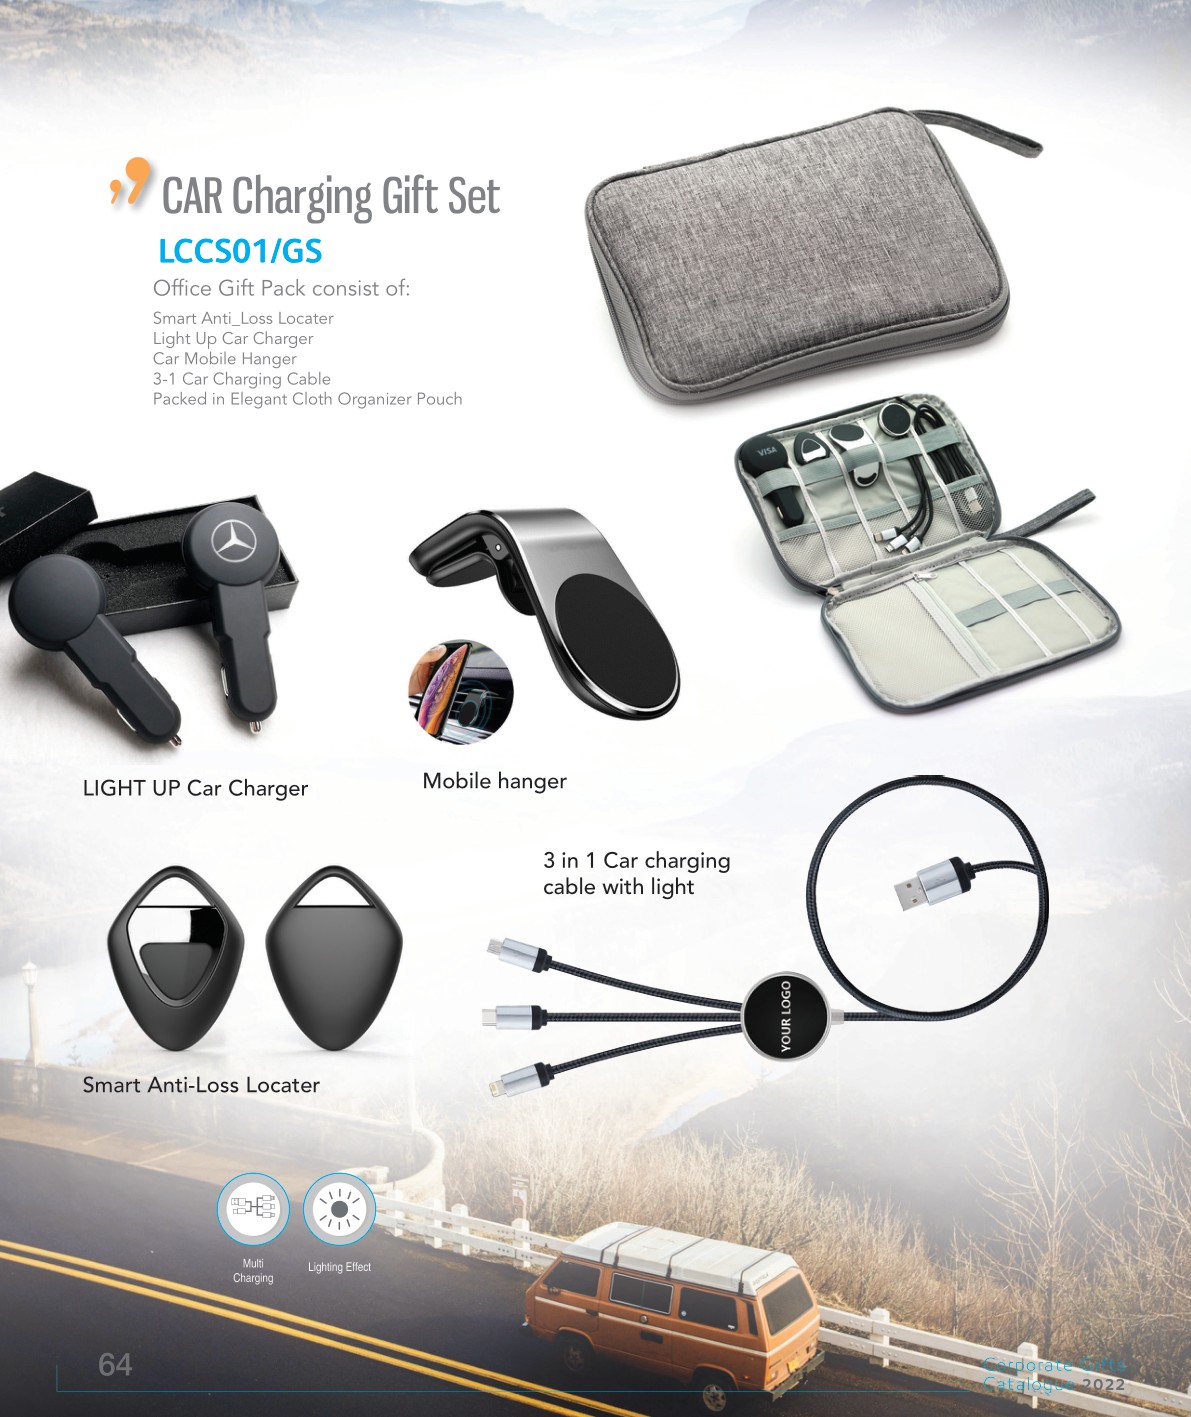 CAR Charging Gift Set
LCCS01/GS
Office Gift Pack consist of:
Smart Anti_Loss Locater
Light Up Car Charger
Car Mobile Hanger
3-1 Car Charging Cable
Packed in Elegant Cloth Organizer Pouch
VISA
LIGHT UP Car Charger
Mobile hanger
3 in 1 Car charging
cable with light
YOUR LOGO
Smart Anti-Loss Locater
Multi
Charging
Lighting Effect
64
Corporate Gifts
Catalogue 2022